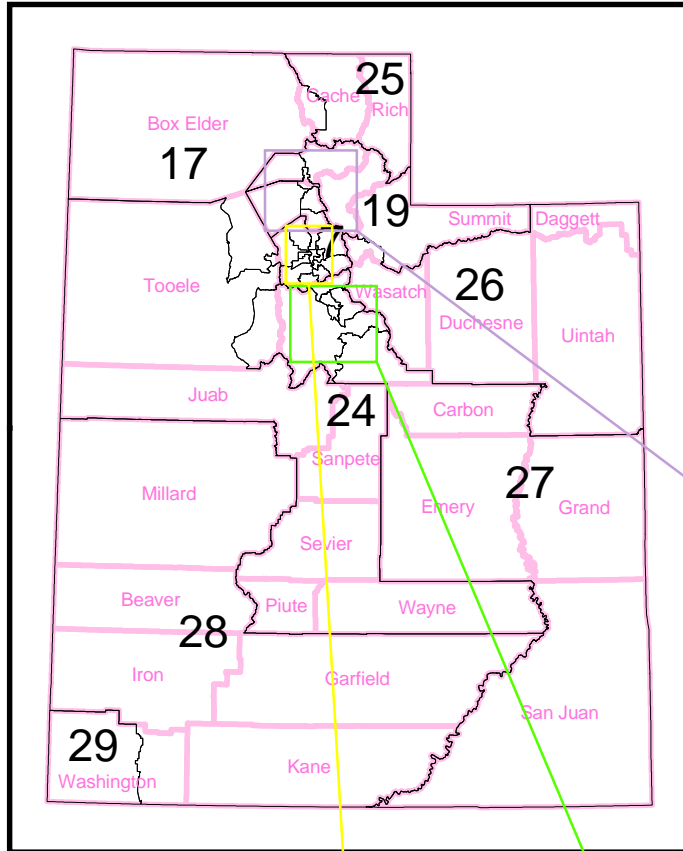 25
Cache
Rich
Box Elder
17
19
Summit
Daggett
Tooele
Wasatch
26
Duchesne
Uintah
Juab
24
Carbon
Sanpete
Millard
27
Emery
Grand
Sevier
Beaver
Piute
Wayne
28
Iron
Garfield
San Juan
29
Washington
Kane